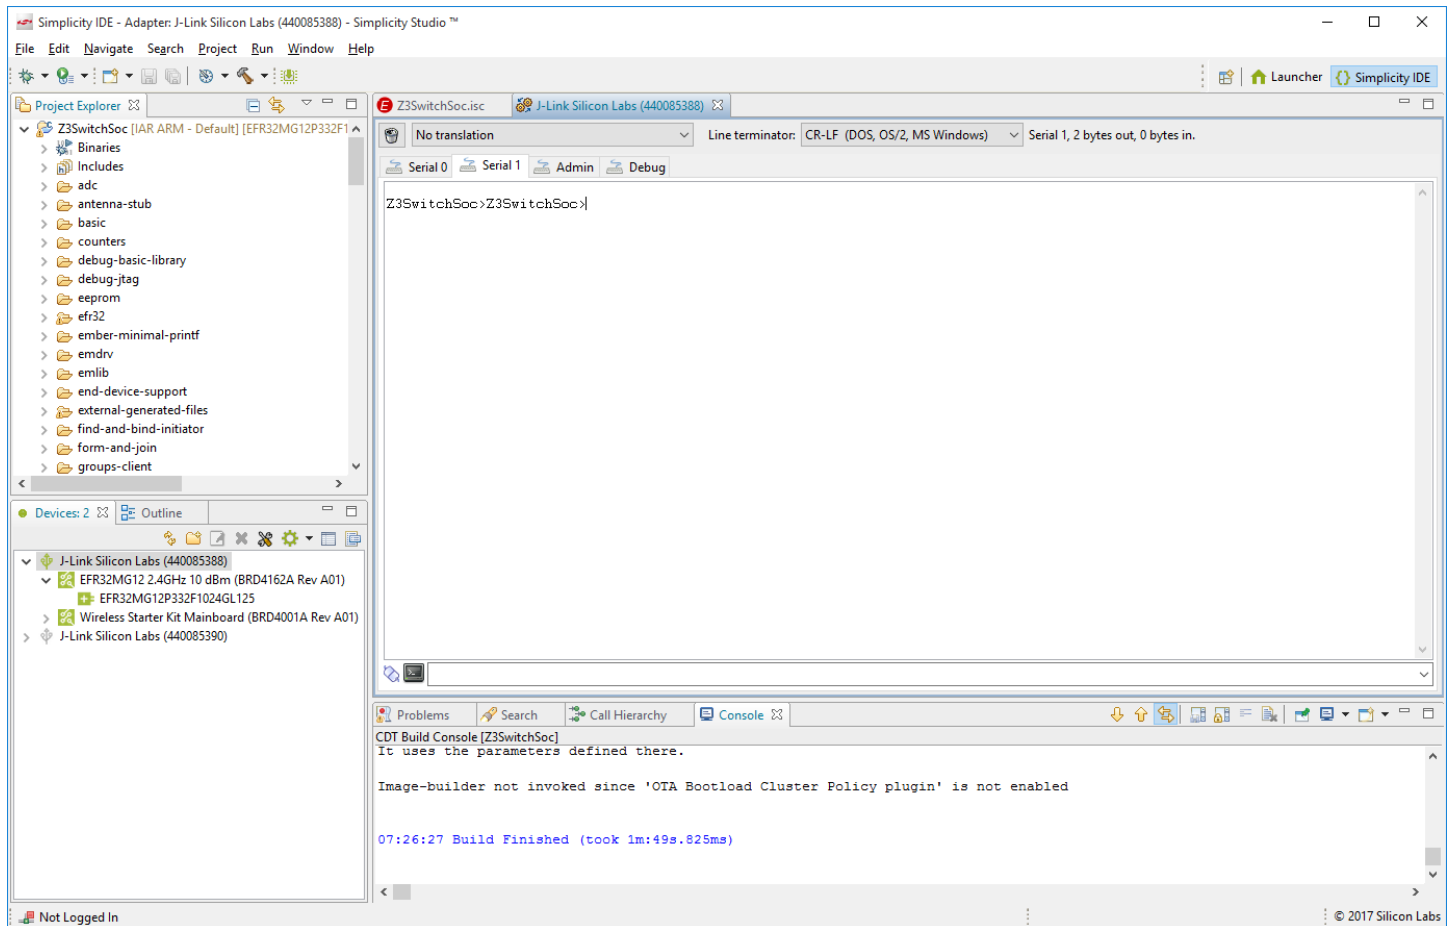 Simplicity IDE - Adapter: J-Link Silicon Labs (440085388) - Simplicity Studio ™
File Edit Navigate Search Project Run Window Help
Launcher {} Simplicity IDE
Project Explorer
Z3SwitchSoc [IAR ARM - Default] [EFR32MG12P332F1
Binaries
Includes
adc
antenna-stub
basic
counters
debug-basic-library
debug-jtag
eeprom
efr32
ember-minimal-printf
emdrv
emlib
end-device-support
external-generated-files
find-and-bind-initiator
form-and-join
groups-client
Devices: 2 Outline
J-Link Silicon Labs (440085388)
EFR32MG12 2.4GHz 10 dBm (BRD4162A Rev A01)
EFR32MG12P332F1024GL125
Wireless Starter Kit Mainboard (BRD4001A Rev A01)
J-Link Silicon Labs (440085390)
Z3SwitchSoc.isc J-Link Silicon Labs (440085388)
No translation Line terminator: CR-LF (DOS, OS/2, MS Windows) Serial 1, 2 bytes out, 0 bytes in.
Serial 0 Serial 1 Admin Debug
Z3SwitchSoc>Z3SwitchSoc>
Problems Search Call Hierarchy Console
CDT Build Console [Z3SwitchSoc]
It uses the parameters defined there.
Image-builder not invoked since 'OTA Bootload Cluster Policy plugin' is not enabled
07:26:27 Build Finished (took 1m:49s.825ms)
Not Logged In
© 2017 Silicon Labs